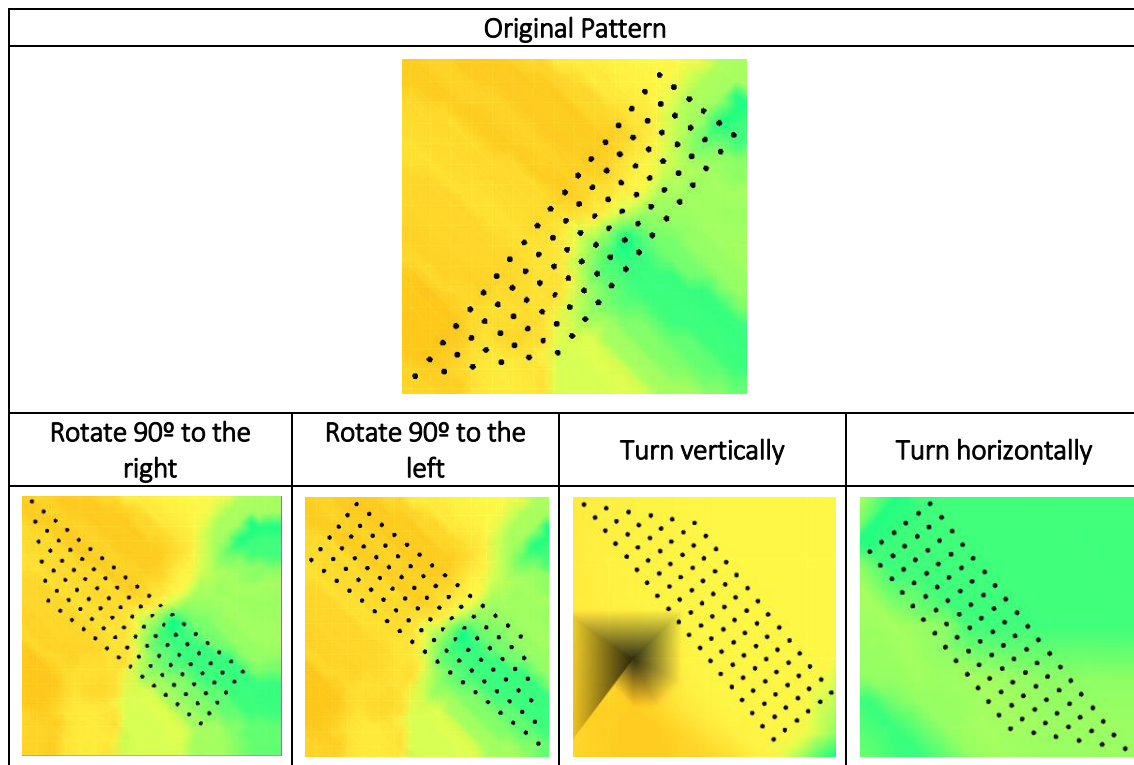 Original Pattern
Rotate 90º to the
right
Rotate 90º to the
left
Turn vertically
Turn horizontally